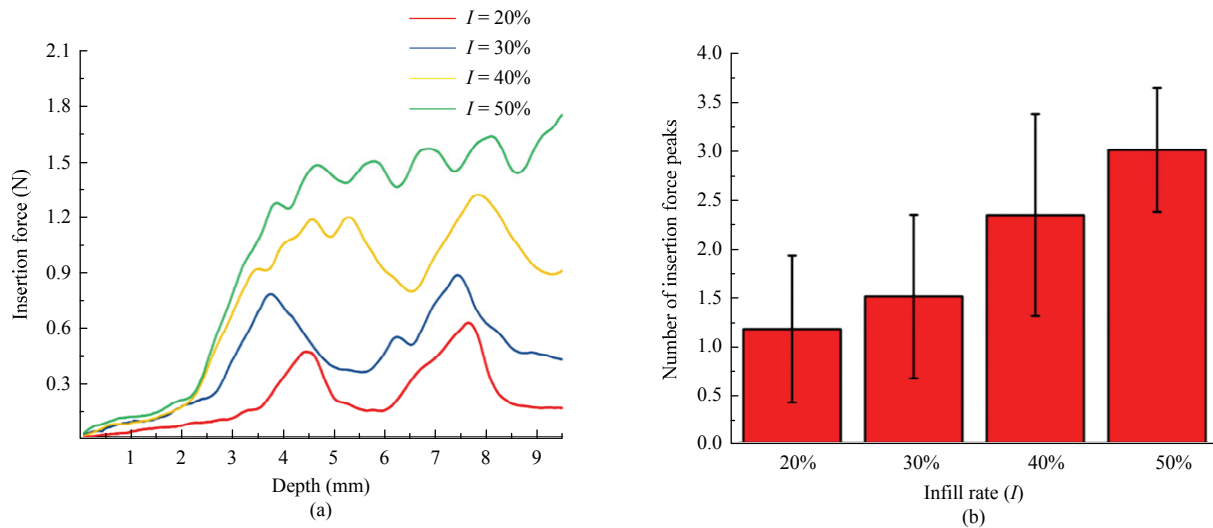 I = 20%
I = 30%
I = 40%
I = 50%
2.1
1.8
1.5
1.2
0.9
0.6
0.3
Insertion force (N)
1 2 3 4 5 6 7 8 9
Depth (mm)
(a)
4.0
3.5
3.0
2.5
2.0
1.5
1.0
0.5
0.0
Number of insertion force peaks
20% 30% 40% 50%
Infill rate (I)
(b)